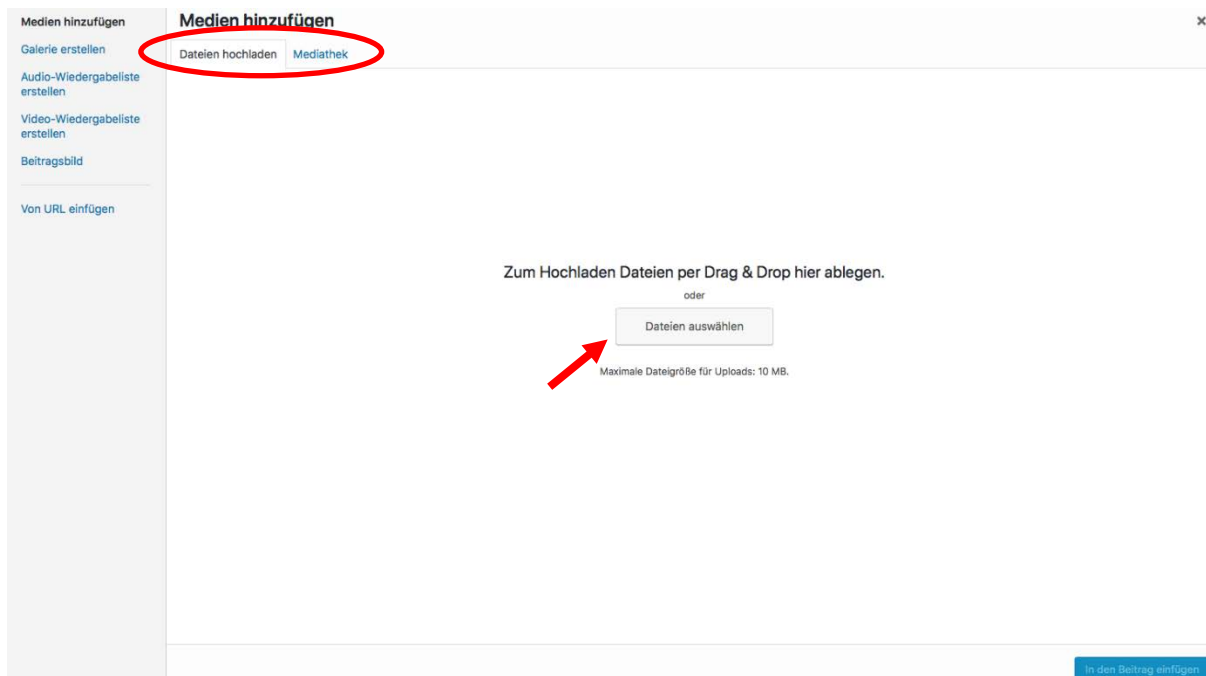 Medien hinzufügen
Galerie erstellen
Audio-Wiedergabeliste
erstellen
Video-Wiedergabeliste
erstellen
Beitragsbild
Von URL einfügen
Medien hinzufügen
Dateien hochladen Mediathek
Zum Hochladen Dateien per Drag & Drop hier ablegen.
oder
Dateien auswählen
Maximale Dateigröße für Uploads: 10 MB.
In den Beitrag einfügen